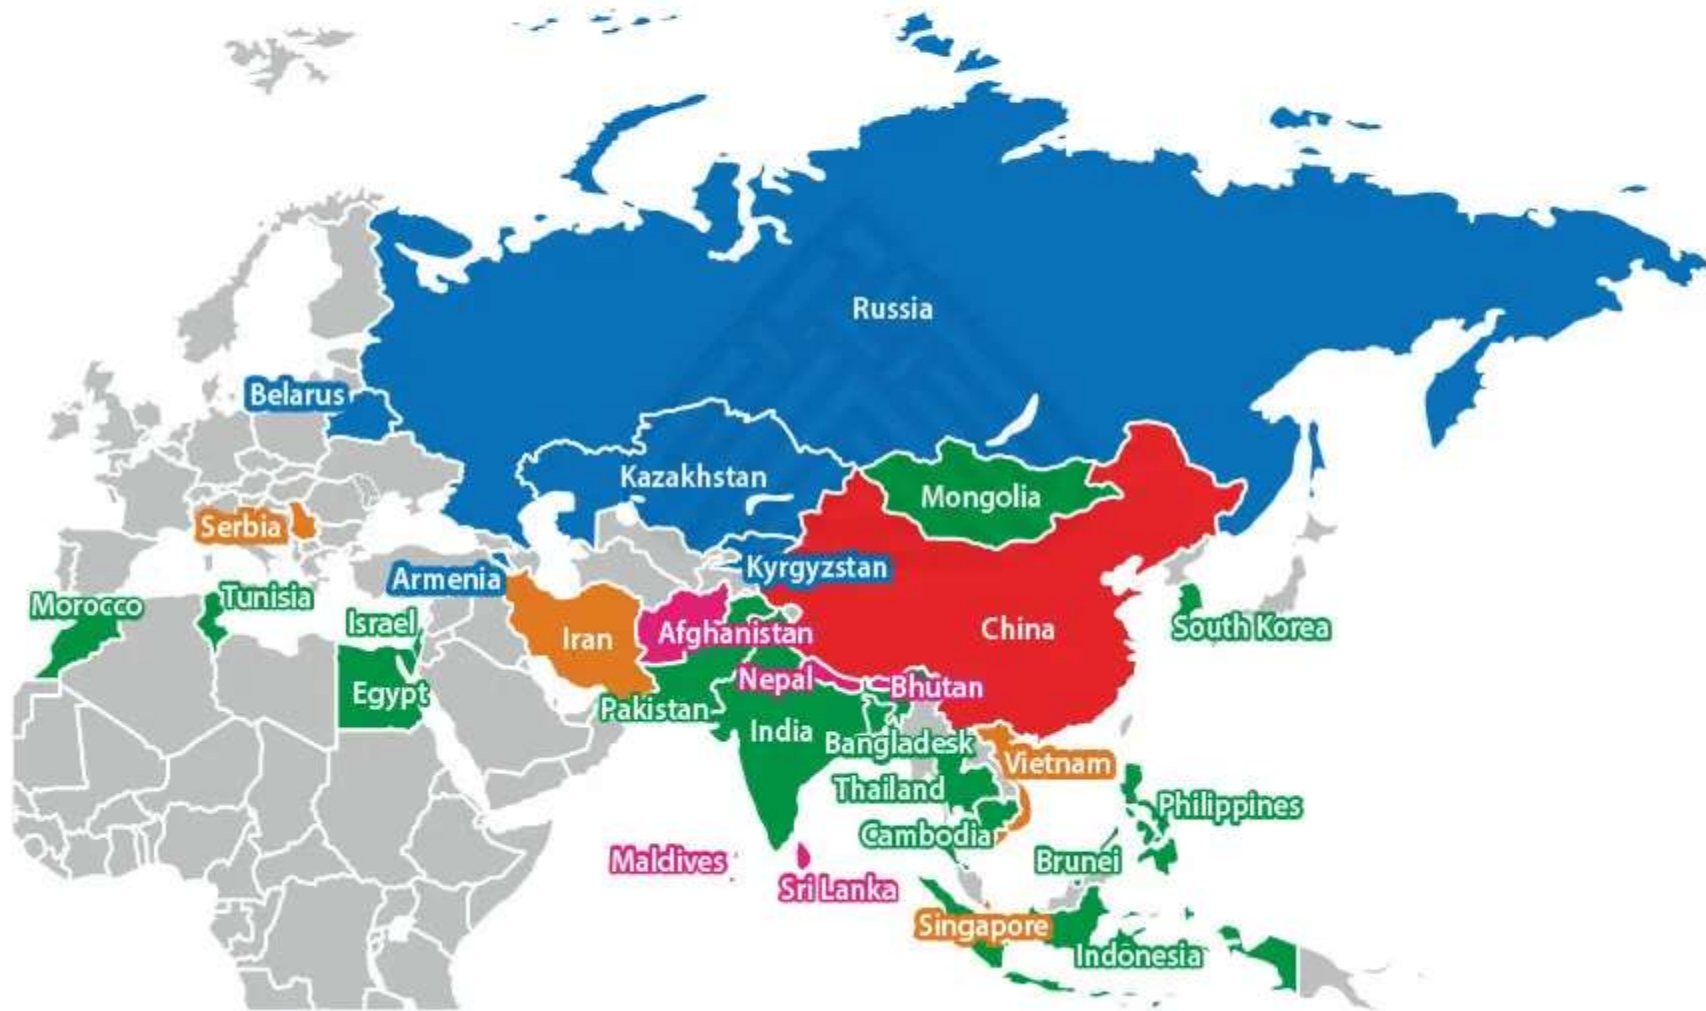 Russia
Belarus
Kazakhstan
Mongolia
Serbia
Armenia
Kyrgyzstan
Morocco
Tunisia
Israel
Iran
Afghanistan
China
South Korea
Egypt
Nepal
Bhutan
Pakistan
India
Bangladesk
Vietnam
Thailand
Philippines
Cambodia
Maldives
Brunei
Sri Lanka
Singapore
Indonesia